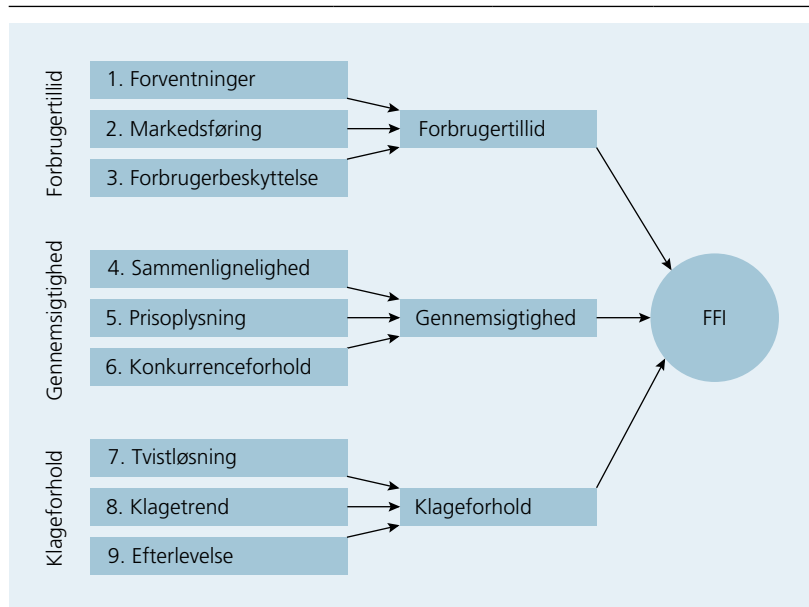 Forbrugertillid
1. Forventninger
2. Markedsføring
3. Forbrugerbeskyttelse
Forbrugertillid
Gennemsigtighed
4. Sammenlignelighed
5. Prisoplysning
6. Konkurrenceforhold
Gennemsigtighed
FFI
Klageforhold
7. Tvistløsning
8. Klagetrend
9. Efterlevelse
Klageforhold